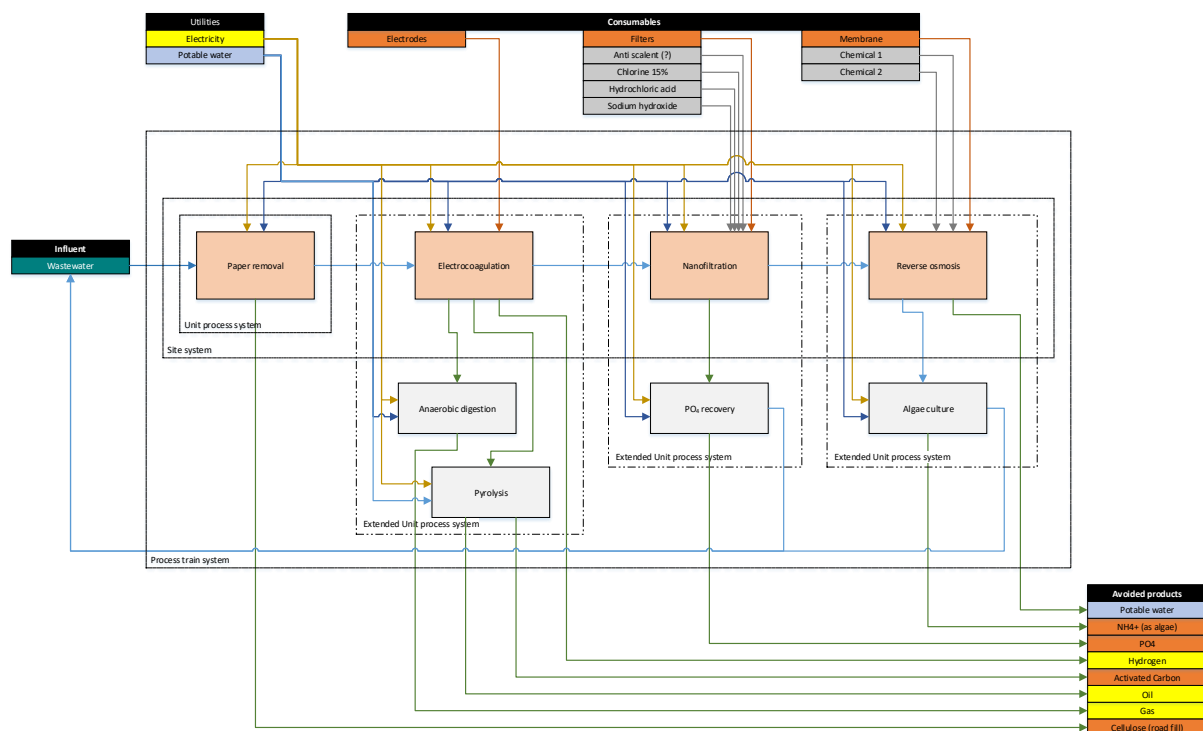 Utilities
Electricity
Potable water
Consumables
Electrodes
Filters
Anti scalent (?)
Chlorine 15%
Hydrochloric acid
Sodium hydroxide
Membrane
Chemical 1
Chemical 2
Influent
Wastewater
Paper removal
Electrocoagulation
Nanofiltration
Reverse osmosis
Unit process system
Site system
Anaerobic digestion
PO₄ recovery
Algae culture
Extended Unit process system
Extended Unit process system
Pyrolysis
Extended Unit process system
Process train system
Avoided products
Potable water
NH4+ (as algae)
PO4
Hydrogen
Activated Carbon
Oil
Gas
Cellulose (road fill)